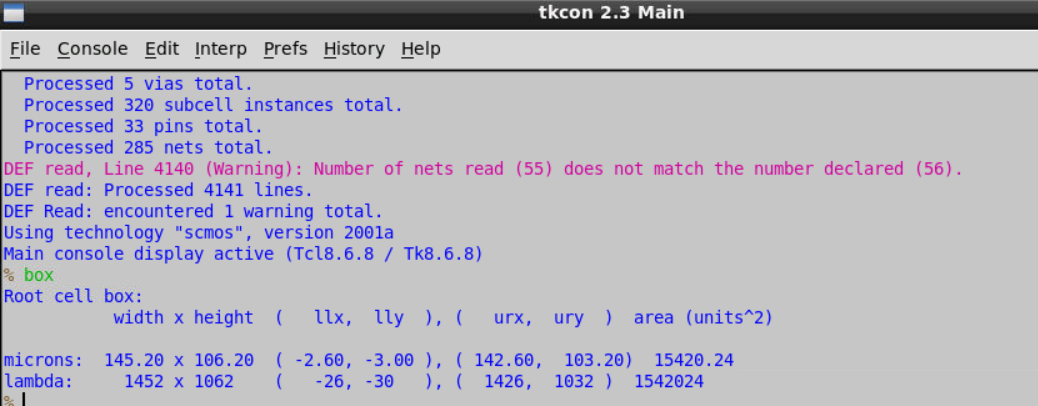 tkcon 2.3 Main
File Console Edit Interp Prefs History Help
Processed 5 vias total.
Processed 320 subcell instances total.
Processed 33 pins total.
Processed 285 nets total.
DEF read, Line 4140 (Warning): Number of nets read (55) does not match the number declared (56).
DEF read: Processed 4141 lines.
DEF Read: encountered 1 warning total.
Using technology "scmos", version 2001a
Main console display active (Tcl8.6.8 / Tk8.6.8)
% box
Root cell box:
width x height ( llx, lly ), ( urx, ury ) area (units^2)
microns: 145.20 x 106.20 ( -2.60, -3.00 ), ( 142.60, 103.20) 15420.24
lambda: 1452 x 1062 ( -26, -30 ), ( 1426, 1032 ) 1542024
%